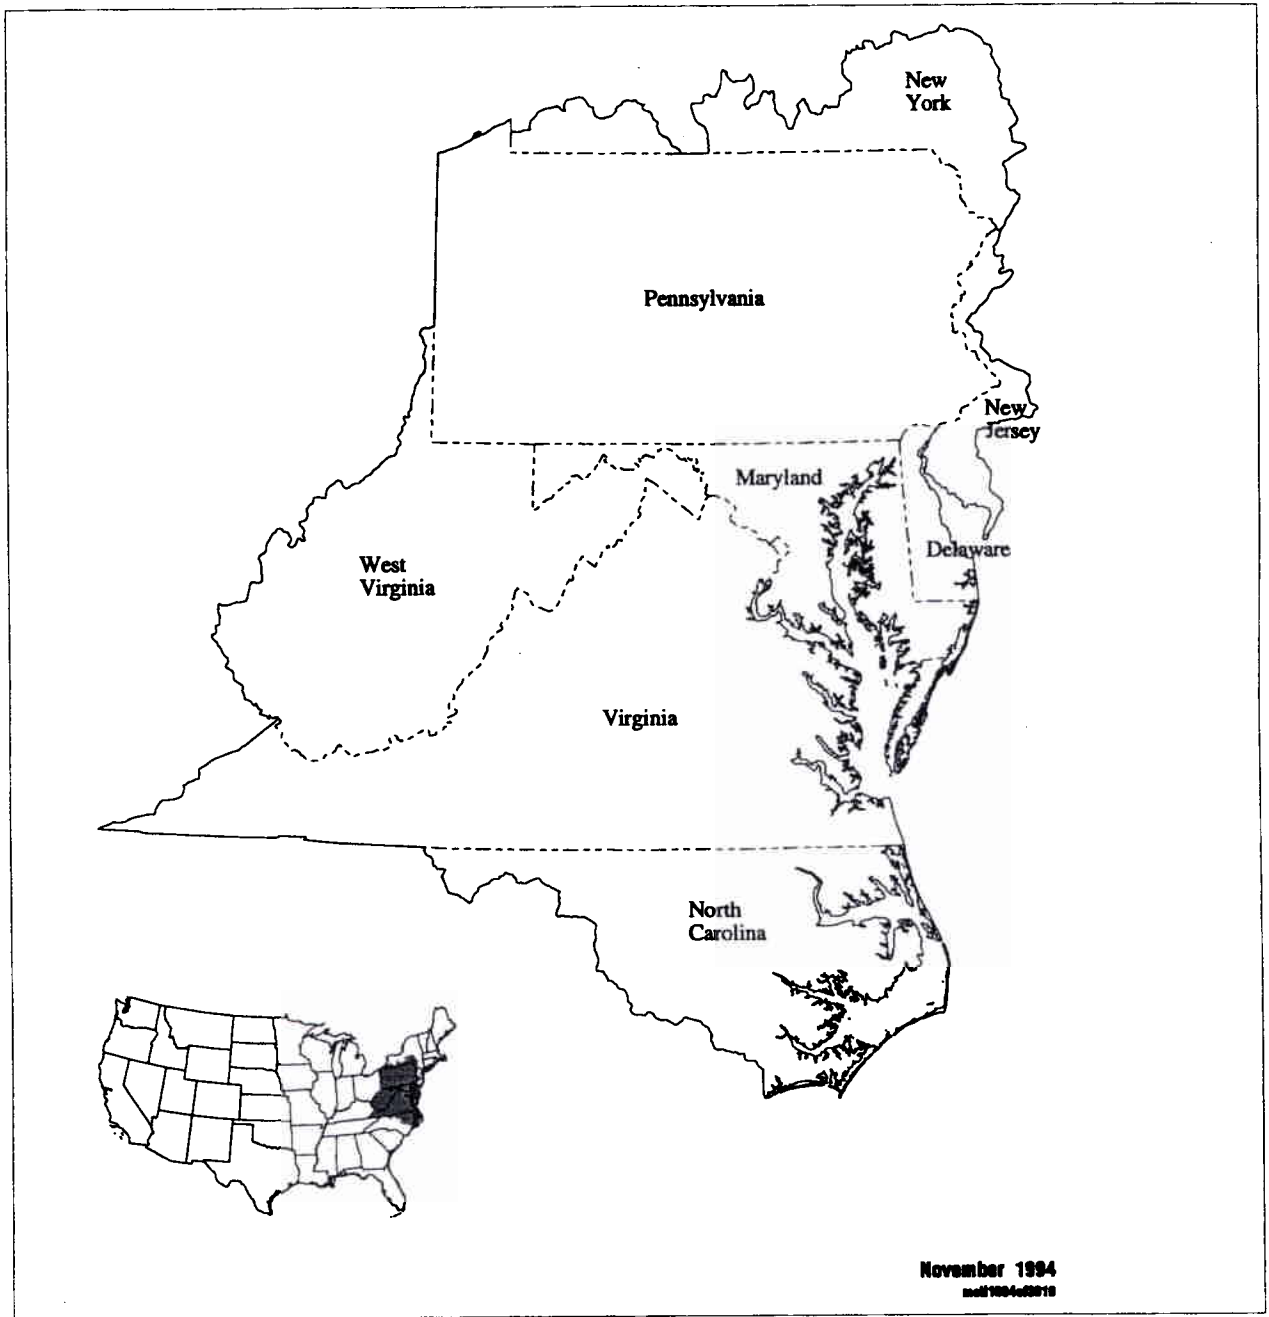 New
York
Pennsylvania
New
Jersey
Maryland
Delaware
West
Virginia
Virginia
North
Carolina
November 1994